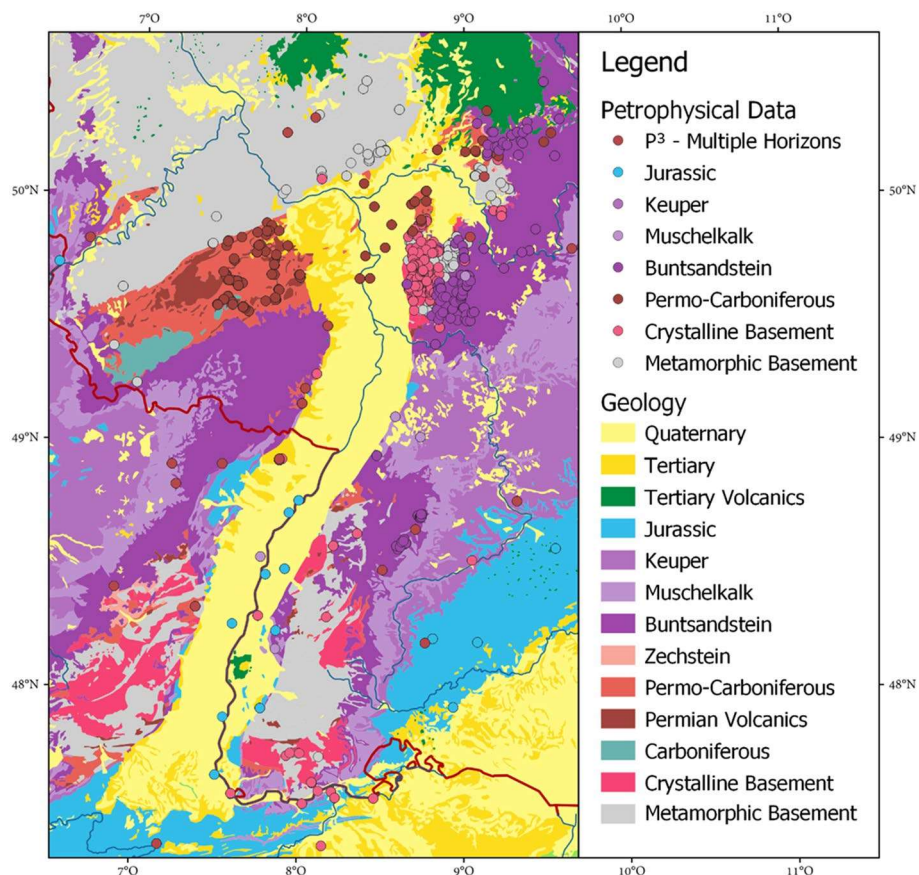 7°O 8°O 9°O 10°O 11°O
Legend
Petrophysical Data
P³ - Multiple Horizons
Jurassic
50°N 50°N
Keuper
Muschelkalk
Buntsandstein
Permo-Carboniferous
Crystalline Basement
Metamorphic Basement
Geology
49°N 49°N
Quaternary
Tertiary
Tertiary Volcanics
Jurassic
Keuper
Muschelkalk
Buntsandstein
Zechstein
48°N 48°N
Permo-Carboniferous
Permian Volcanics
Carboniferous
Crystalline Basement
Metamorphic Basement
7°O 8°O 9°O 10°O 11°O